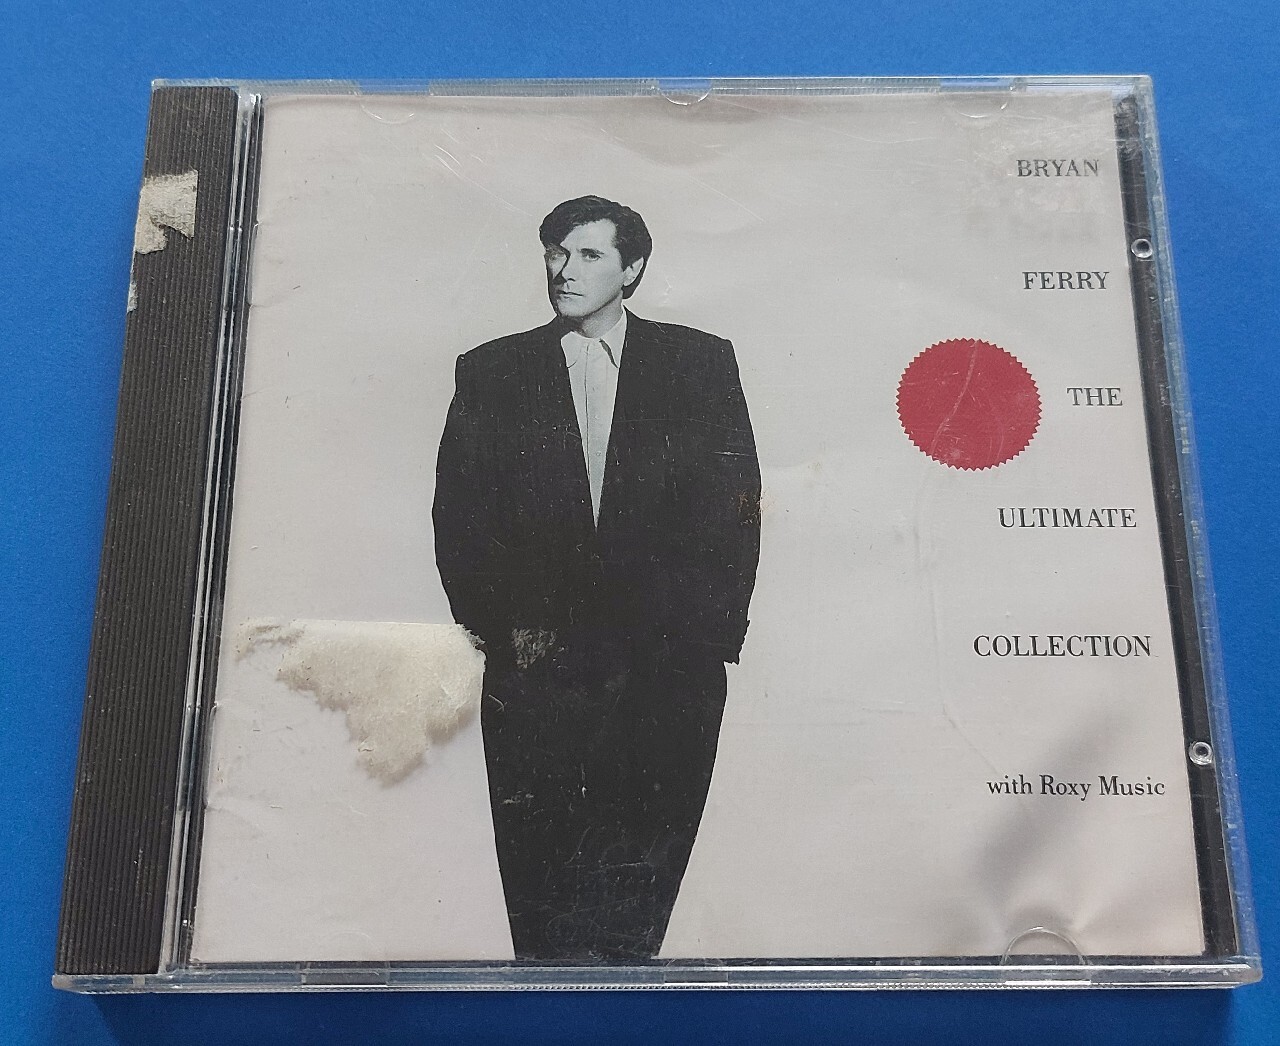 BRYAN
FERRY
THE
ULTIMATE
COLLECTION
with Roxy Music